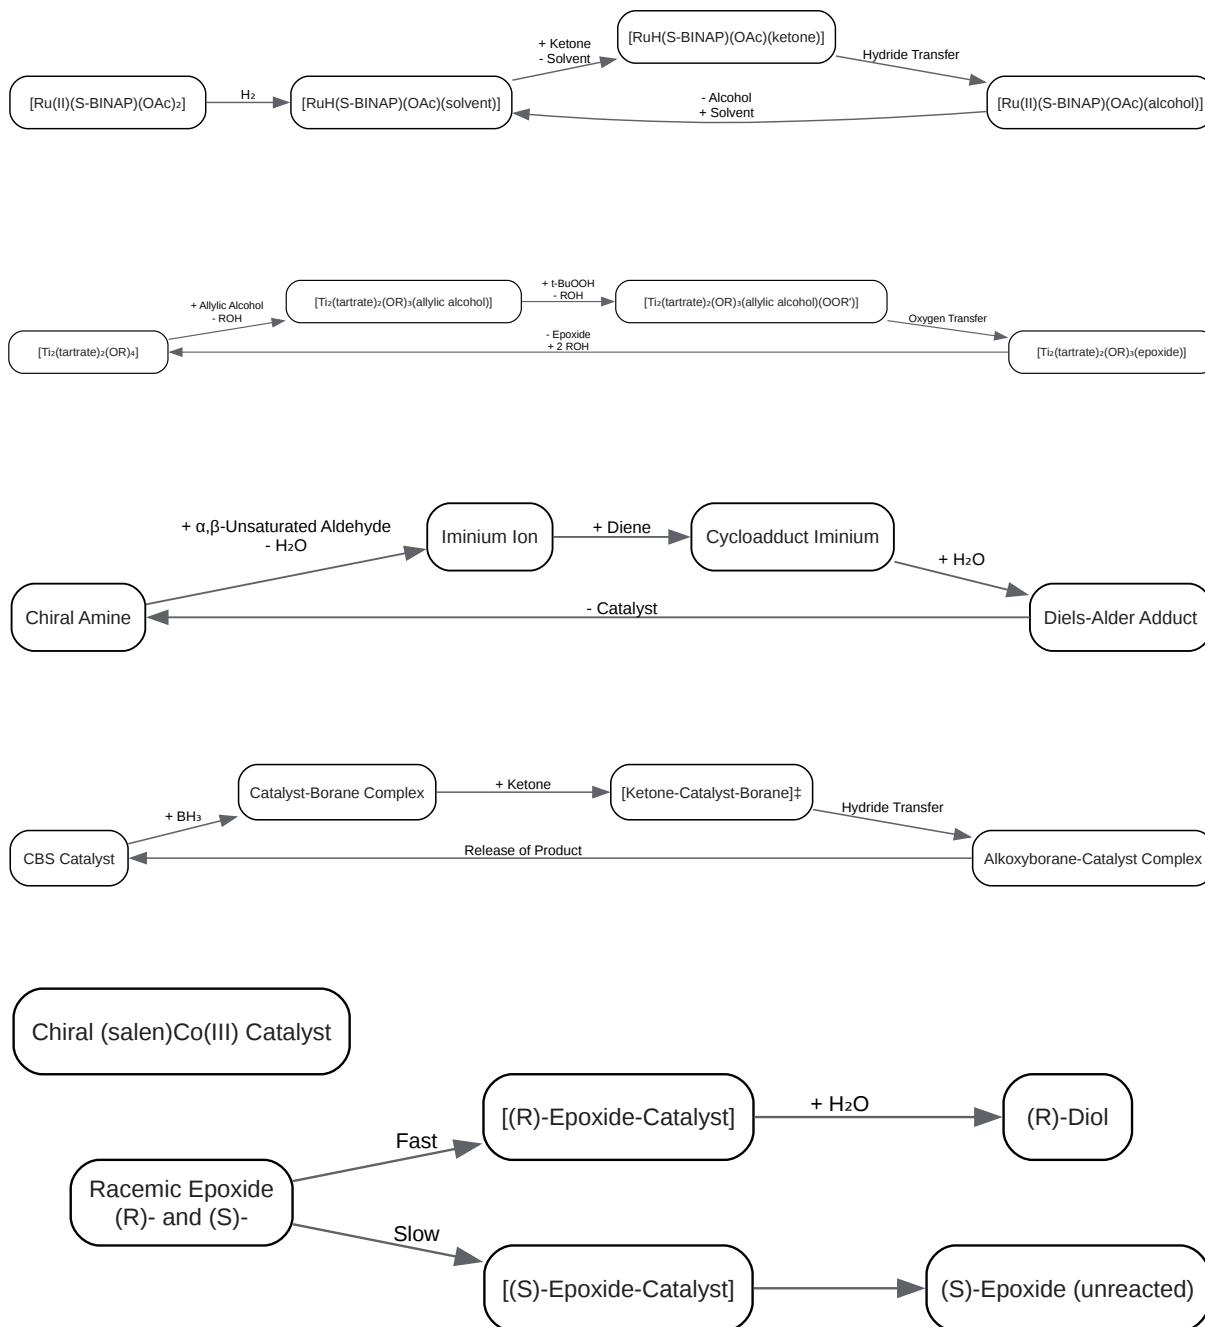 [Ru(II)(S-BINAP)(OAc)₂]
H₂
[RuH(S-BINAP)(OAc)(solvent)]
+ Ketone
- Solvent
[RuH(S-BINAP)(OAc)(ketone)]
Hydride Transfer
[Ru(II)(S-BINAP)(OAc)(alcohol)]
- Alcohol
+ Solvent
[Ti₂(tartrate)₂(OR)₄]
+ Allylic Alcohol
- ROH
[Ti₂(tartrate)₂(OR)₃(allylic alcohol)]
+ t-BuOOH
- ROH
[Ti₂(tartrate)₂(OR)₃(allylic alcohol)(OOR')]
Oxygen Transfer
[Ti₂(tartrate)₂(OR)₃(epoxide)]
- Epoxide
+ 2 ROH
Chiral Amine
+ α,β-Unsaturated Aldehyde
- H₂O
Iminium Ion
+ Diene
Cycloadduct Iminium
+ H₂O
Diels-Alder Adduct
- Catalyst
CBS Catalyst
+ BH₃
Catalyst-Borane Complex
+ Ketone
[Ketone-Catalyst-Borane]‡
Hydride Transfer
Alkoxyborane-Catalyst Complex
Release of Product
Chiral (salen)Co(III) Catalyst
Racemic Epoxide
(R)- and (S)-
Fast
[(R)-Epoxide-Catalyst]
+ H₂O
(R)-Diol
Slow
[(S)-Epoxide-Catalyst]
(S)-Epoxide (unreacted)